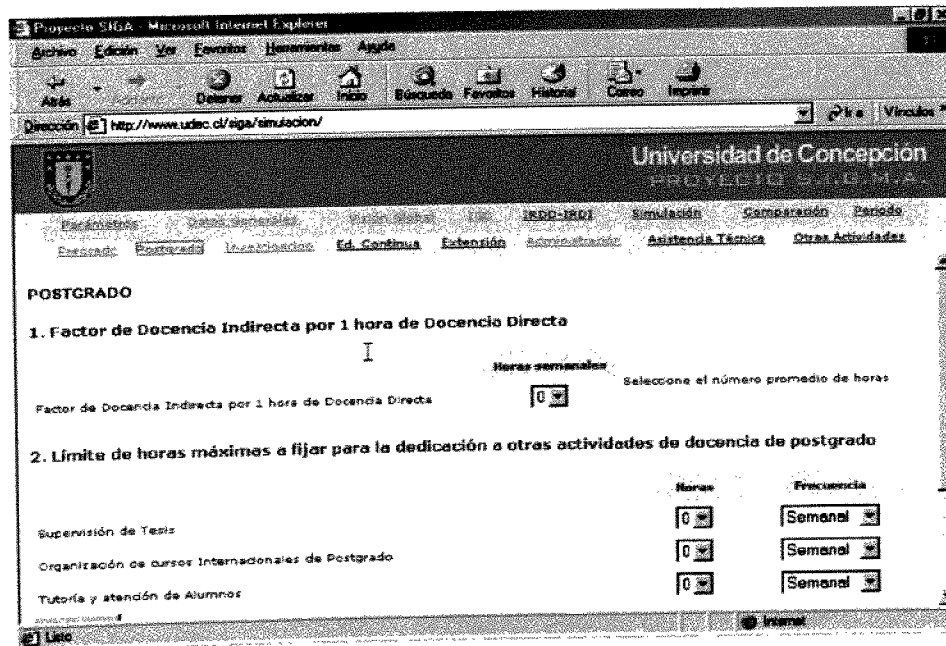 Proyecto SIGA - Microsoft Internet Explorer
Archivo Edición Ver Favoritos Herramientas Ayuda
Atrás Detener Actualizar Inicio Búsqueda Favoritos Historial Correo Imprimir
Dirección http://www.udec.cl/siga/simulacion/ Ir a Vínculos »
Universidad de Concepción
PROYECTO S.I.G.M.A.
Parámetros Datos Generales IRDD-IRDI Simulación Comparación Periodo
Pregrado Postgrado Investigación Ed. Continua Extensión Administración Asistencia Técnica Otras Actividades
POSTGRADO
1. Factor de Docencia Indirecta por 1 hora de Docencia Directa
Horas semanales
Factor de Docencia Indirecta por 1 hora de Docencia Directa 0 Seleccone el número promedio de horas
2. Límite de horas máximas a fijar para la dedicación a otras actividades de docencia de postgrado
Horas Frecuencia
Supervisión de Tesis 0 Semanal
Organización de cursos Internacionales de Postgrado 0 Semanal
Tutoría y atención de Alumnos 0 Semanal
Listo Internet